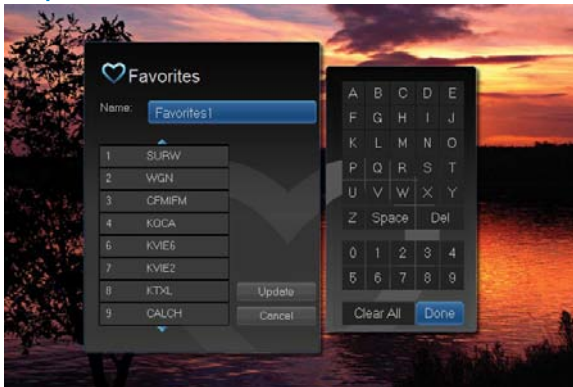 Favorites
Name: Favorites1
1 SURW
2 WGN
3 CFMIFM
4 KQCA
6 KVIE6
7 KVIE2
8 KTXL
9 CALCH
Update
Cancel
A B C D E
F G H I J
K L M N O
P Q R S T
U V W X Y
Z Space Del
0 1 2 3 4
5 6 7 8 9
Clear All Done